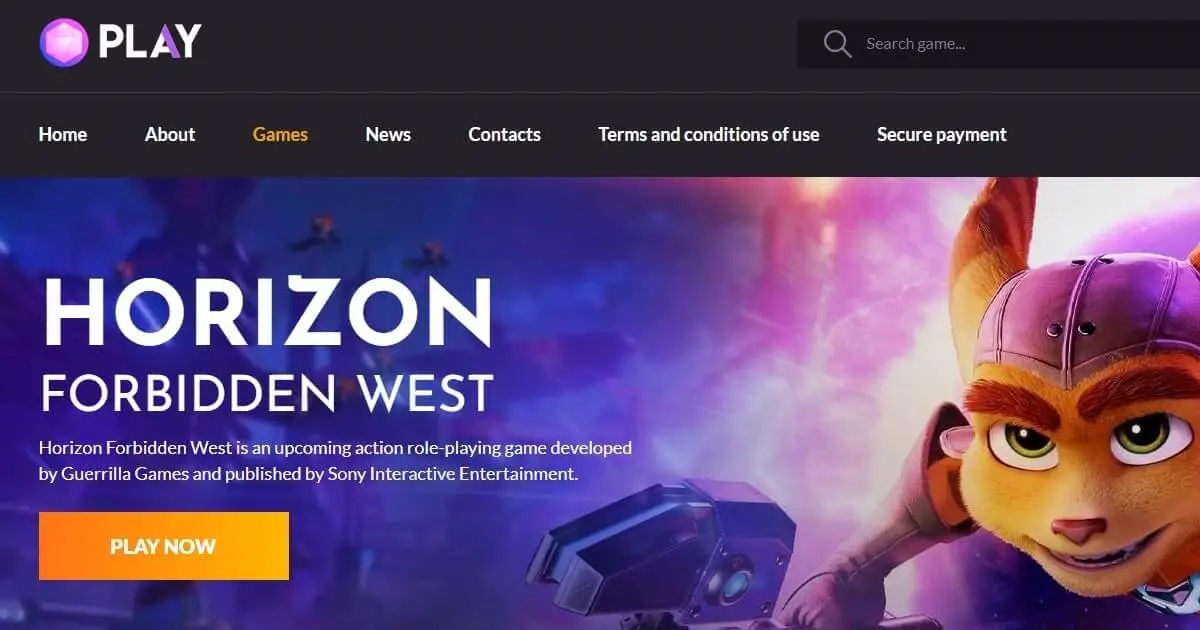 PLAY
Search game...
Home About Games News Contacts Terms and conditions of use Secure payment
HORIZON
FORBIDDEN WEST
Horizon Forbidden West is an upcoming action role-playing game developed
by Guerrilla Games and published by Sony Interactive Entertainment.
PLAY NOW